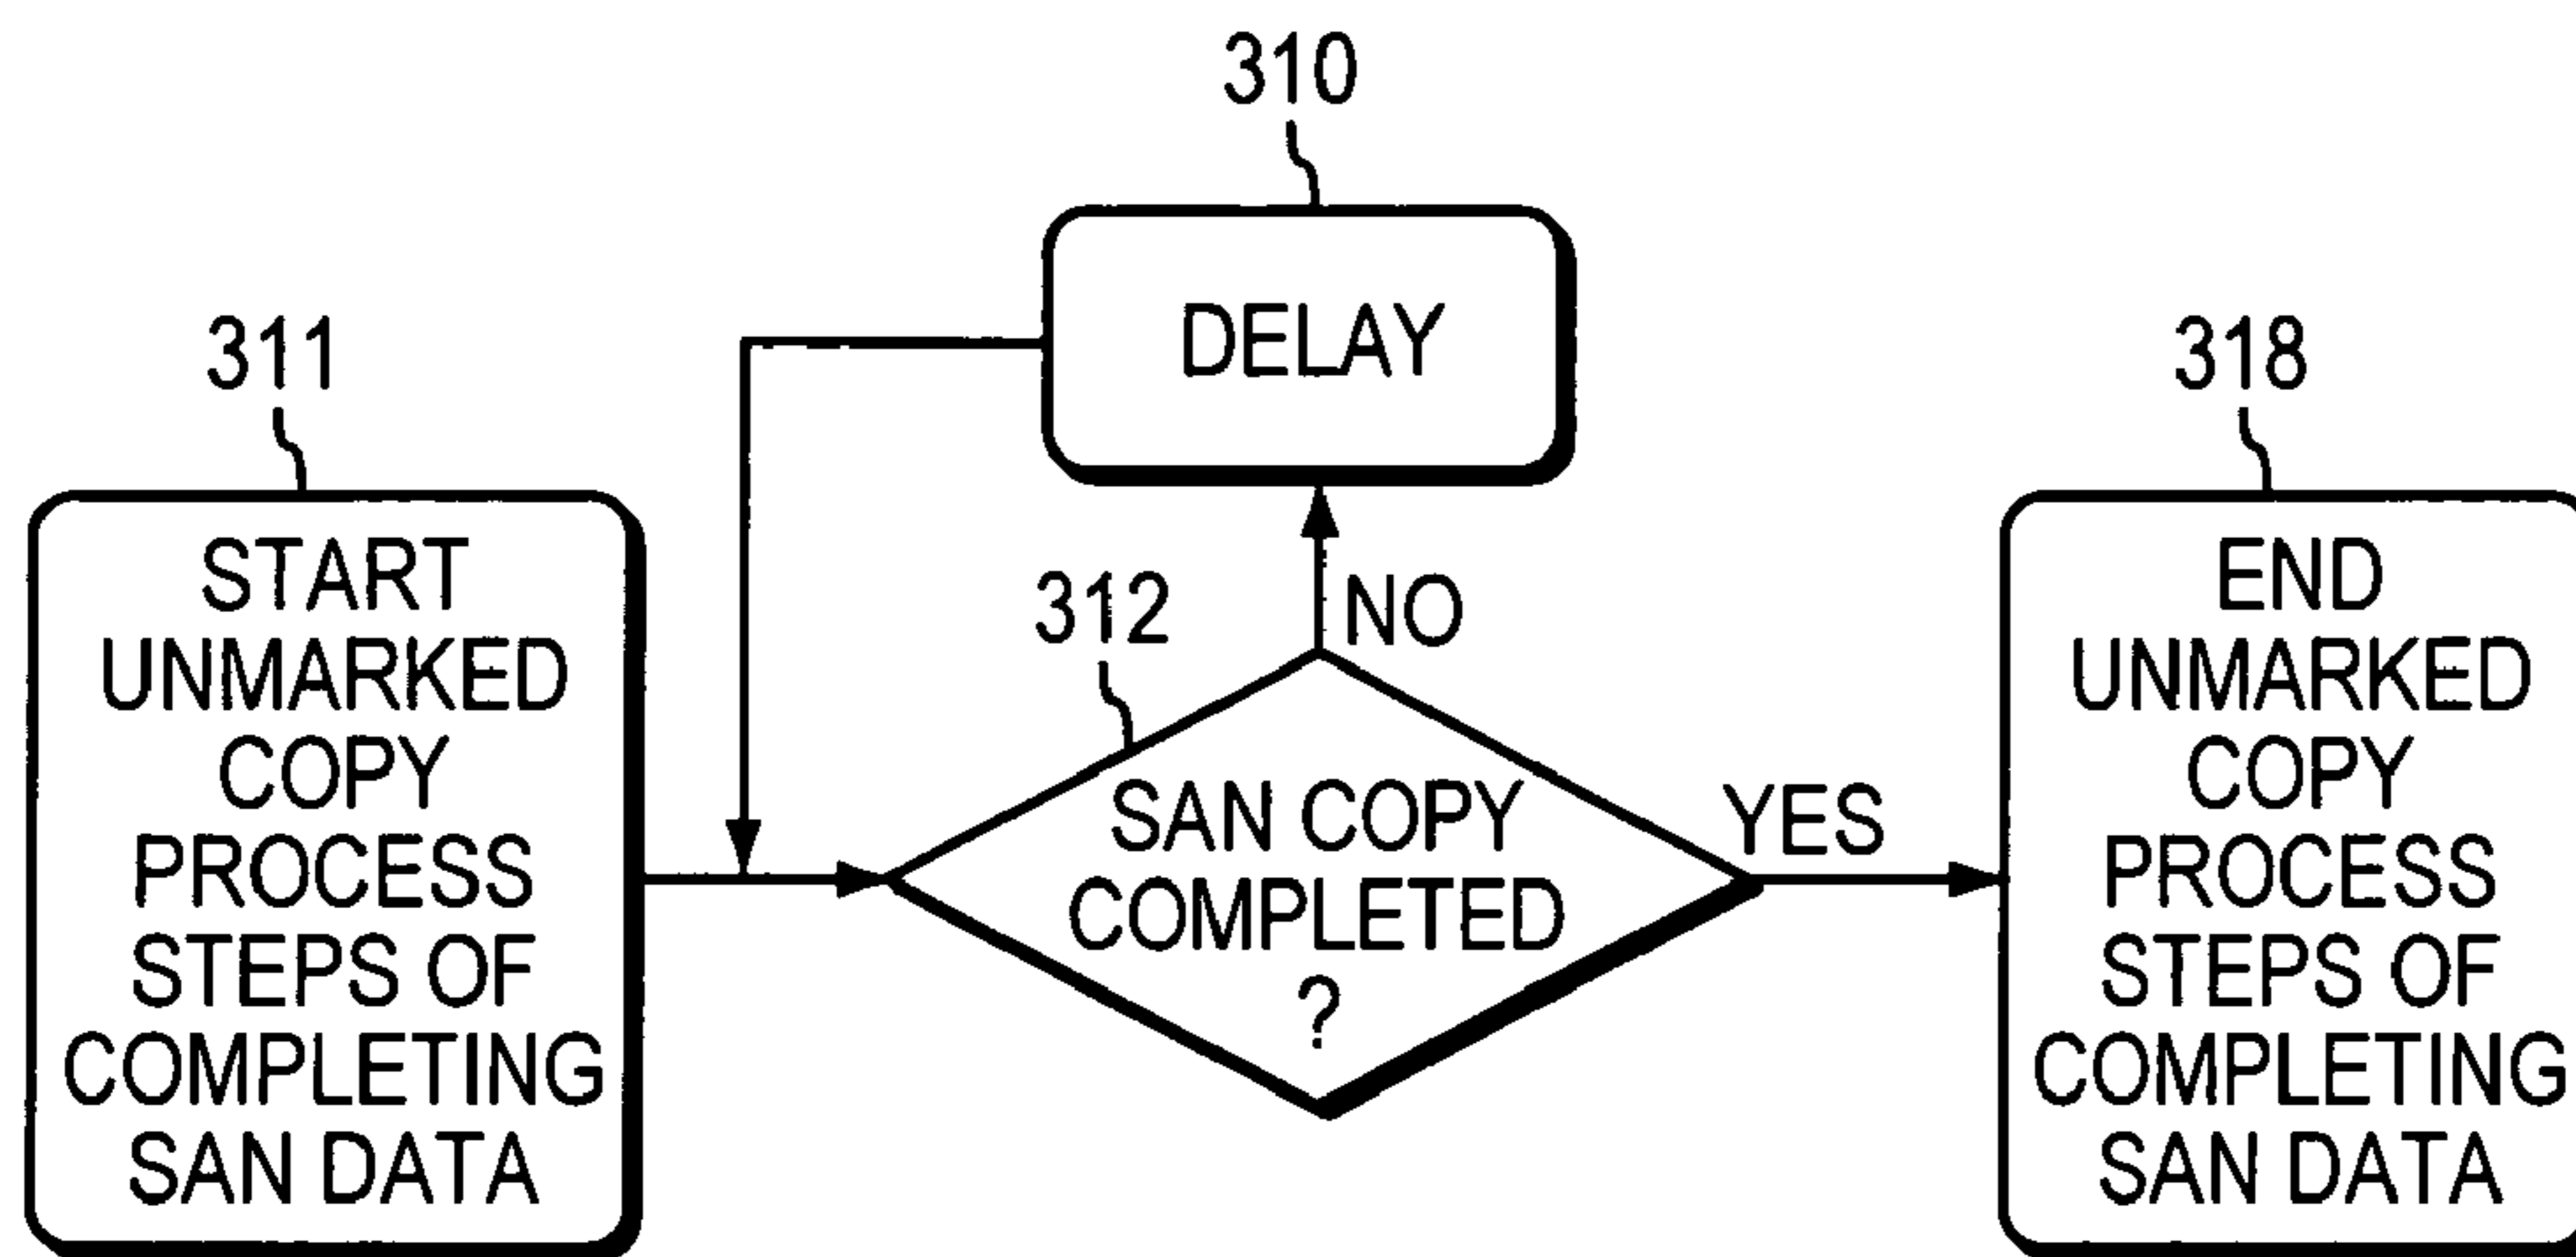 310
DELAY
311
START
UNMARKED
COPY
PROCESS
STEPS OF
COMPLETING
SAN DATA
312
NO
SAN COPY
COMPLETED
?
YES
318
END
UNMARKED
COPY
PROCESS
STEPS OF
COMPLETING
SAN DATA